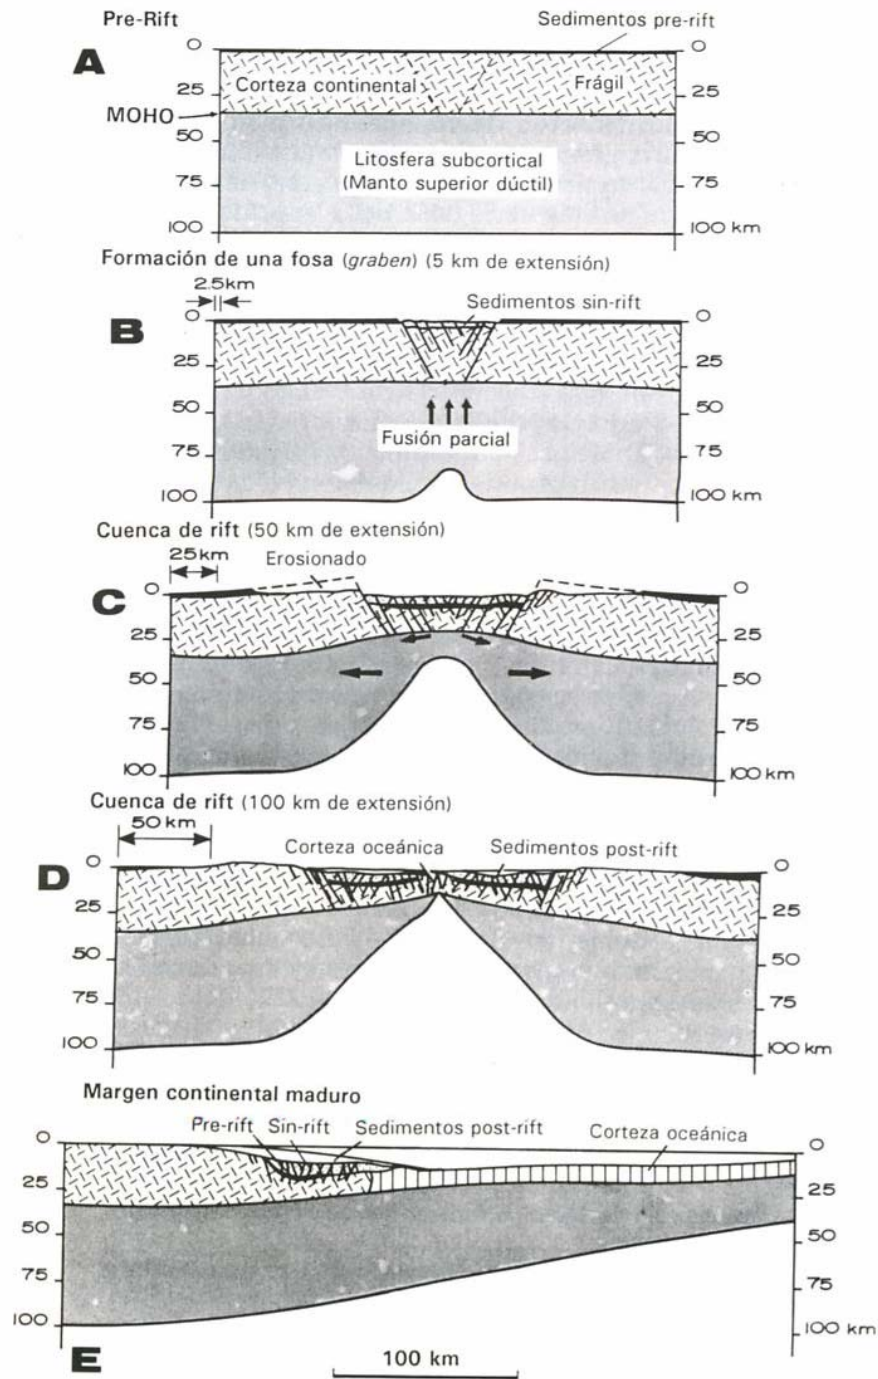 Pre-Rift
Sedimentos pre-rift
A
0
0
Corteza continental
Frágil
25
25
MOHO
50
50
Litosfera subcortical
(Manto superior dúctil)
75
75
100
100 km
Formación de una fosa (graben) (5 km de extensión)
2.5km
Sedimentos sin-rift
B
0
0
25
25
50
50
Fusión parcial
75
75
100
100 km
Cuenca de rift (50 km de extensión)
25km
Erosionado
C
0
0
25
25
50
50
75
75
100
100 km
Cuenca de rift (100 km de extensión)
50 km
Corteza oceánica
Sedimentos post-rift
D
0
0
25
25
50
50
75
75
100
100 km
Margen continental maduro
Pre-rift
Sin-rift
Sedimentos post-rift
Corteza oceánica
0
0
25
25
50
50
75
75
100
100 km
E
100 km